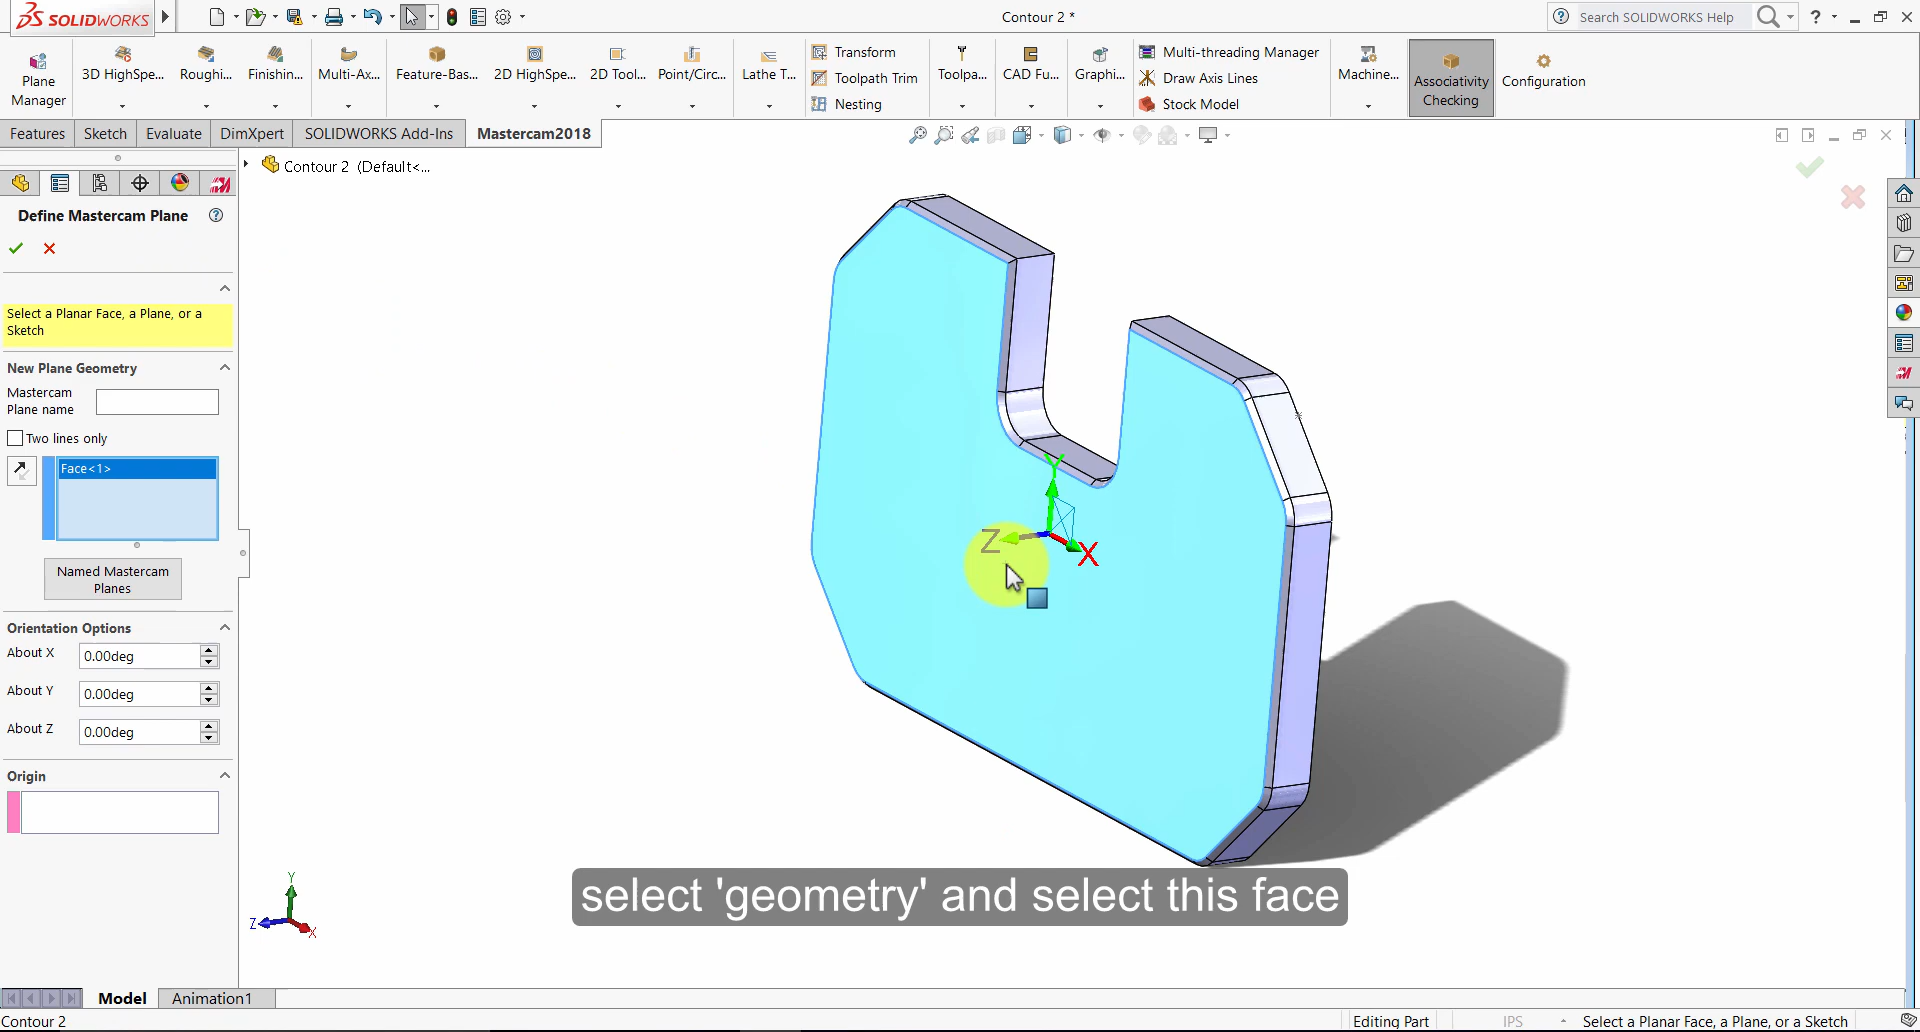 SOLIDWORKS
Contour 2 *
Search SOLIDWORKS Help
Plane
Manager
3D HighSpe...
Roughi...
Finishin...
Multi-Ax...
Feature-Bas...
2D HighSpe...
2D Tool...
Point/Circ...
Lathe T...
Transform
Toolpath Trim
Nesting
Toolpa...
CAD Fu...
Graphi...
Multi-threading Manager
Draw Axis Lines
Stock Model
Machine...
Associativity
Checking
Configuration
Features
Sketch
Evaluate
DimXpert
SOLIDWORKS Add-Ins
Mastercam2018
Contour 2 (Default<...
Define Mastercam Plane
Select a Planar Face, a Plane, or a
Sketch
New Plane Geometry
Mastercam
Plane name
Two lines only
Face<1>
Named Mastercam
Planes
Orientation Options
About X
0.00deg
About Y
0.00deg
About Z
0.00deg
Origin
Y
Z
X
Y
Z
X
select 'geometry' and select this face
Model
Animation1
Contour 2
Editing Part
IPS
Select a Planar Face, a Plane, or a Sketch